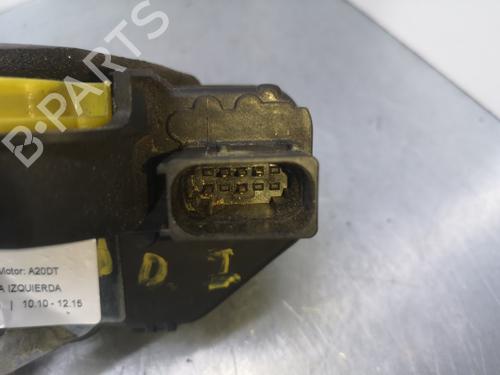 B-PARTS
D D I
Motor: A20DT
A IZQUIERDA
| 10.10 - 12.15